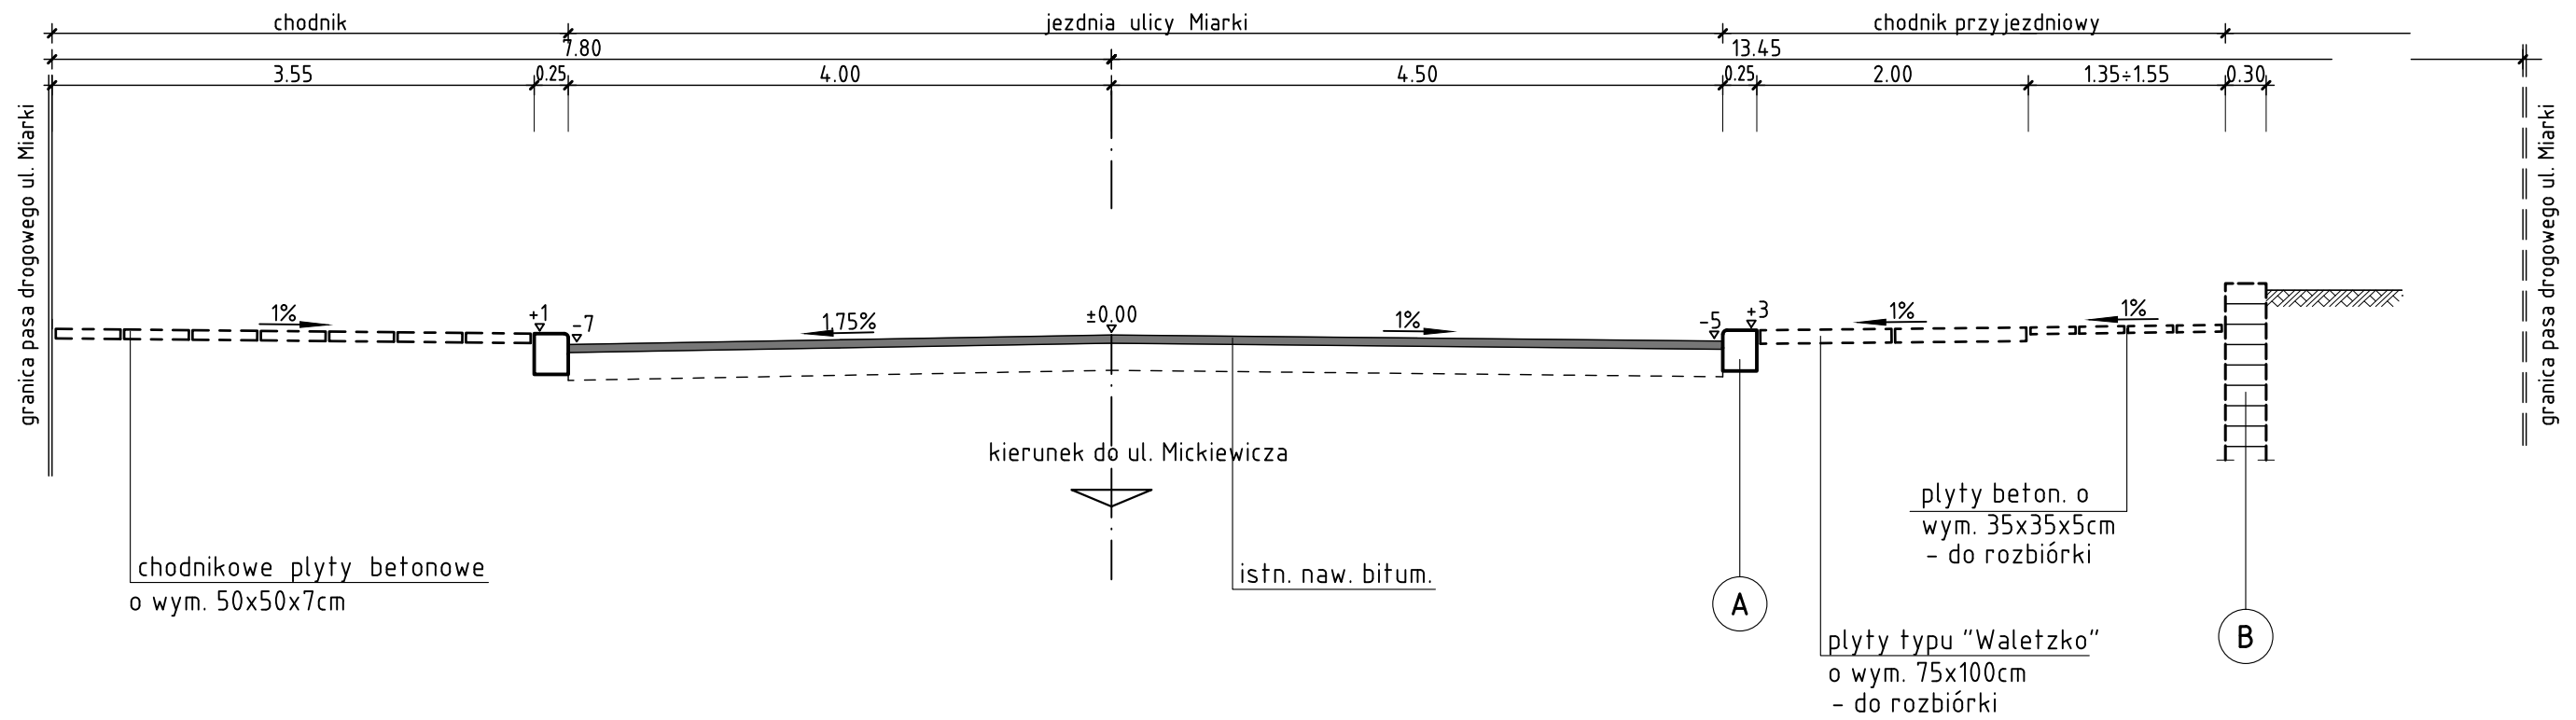 chodnik
jezdnia ulicy Miarki
chodnik przyjezdniowy
7.80
13.45
3.55
0.25
4.00
4.50
0.25
2.00
1.35÷1.55
0.30
granica pasa drogowego ul. Miarki
granica pasa drogowego ul. Miarki
1%
+1
-7
1,75%
±0.00
1%
-5
+3
1%
1%
kierunek do ul. Mickiewicza
plyty beton. o
wym. 35x35x5cm
- do rozbiórki
chodnikowe plyty betonowe
o wym. 50x50x7cm
istn. naw. bitum.
A
B
plyty typu "Waletzko"
o wym. 75x100cm
- do rozbiórki